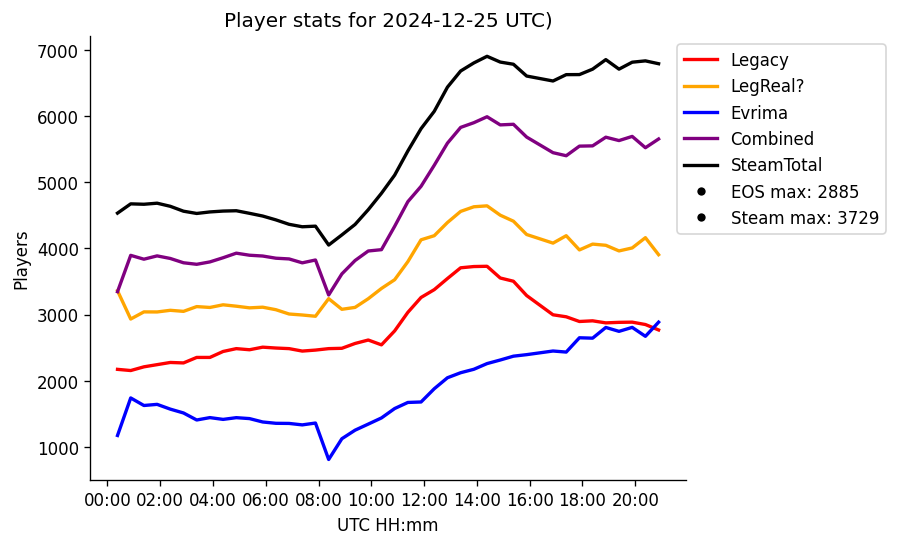 Player stats for 2024-12-25 UTC)
7000
6000
5000
4000
3000
2000
1000
Players
00:00 02:00 04:00 06:00 08:00 10:00 12:00 14:00 16:00 18:00 20:00
UTC HH:mm
Legacy
LegReal?
Evrima
Combined
SteamTotal
EOS max: 2885
Steam max: 3729